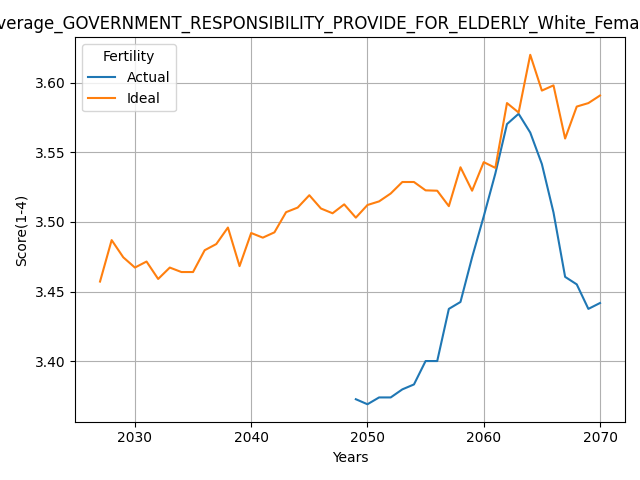 verage_GOVERNMENT_RESPONSIBILITY_PROVIDE_FOR_ELDERLY_White_Fema
Fertility
Actual
Ideal
Score(1-4)
3.60
3.55
3.50
3.45
3.40
2030 2040 2050 2060 2070
Years